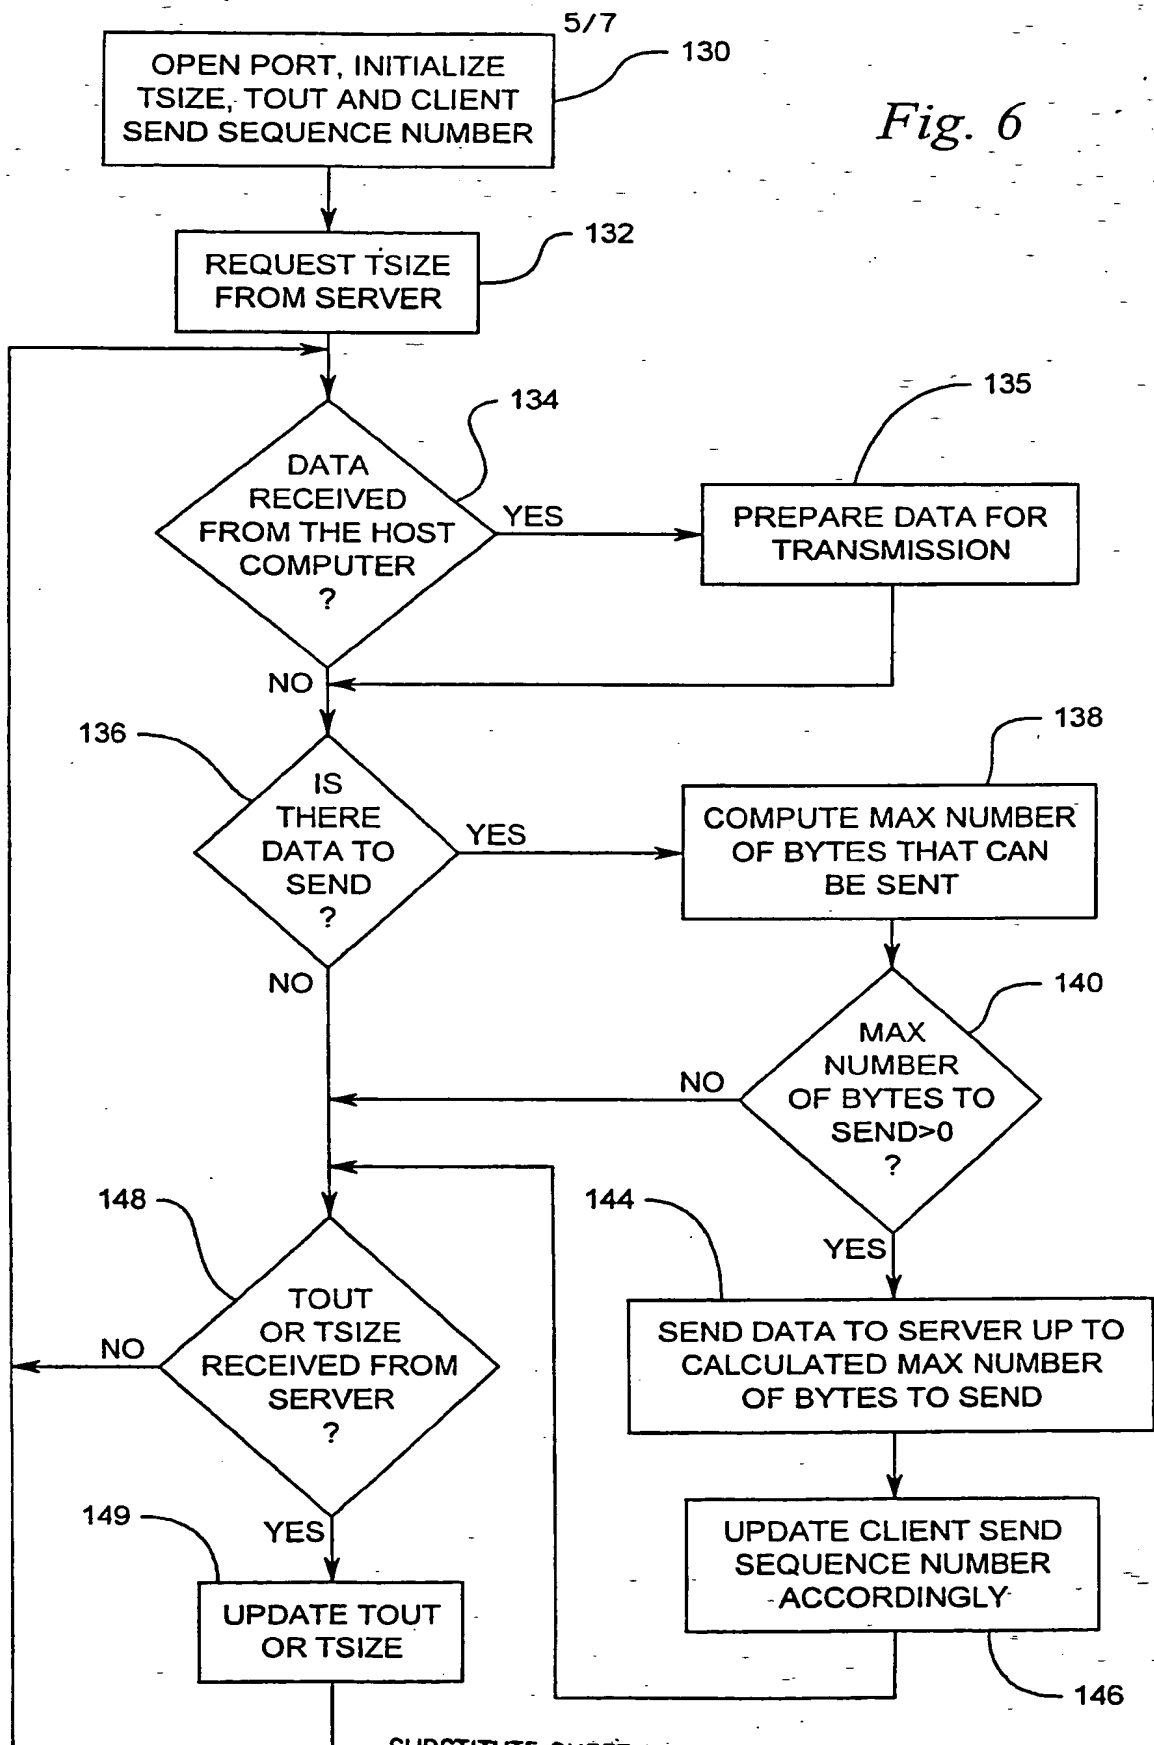 5/7
OPEN PORT, INITIALIZE
TSIZE, TOUT AND CLIENT
SEND SEQUENCE NUMBER
130
Fig. 6
REQUEST TSIZE
FROM SERVER
132
DATA
RECEIVED
FROM THE HOST
COMPUTER
?
134
YES
PREPARE DATA FOR
TRANSMISSION
135
NO
136
IS
THERE
DATA TO
SEND
?
YES
COMPUTE MAX NUMBER
OF BYTES THAT CAN
BE SENT
138
NO
MAX
NUMBER
OF BYTES TO
SEND>0
?
140
NO
YES
144
SEND DATA TO SERVER UP TO
CALCULATED MAX NUMBER
OF BYTES TO SEND
UPDATE CLIENT SEND
SEQUENCE NUMBER
ACCORDINGLY
146
148
TOUT
OR TSIZE
RECEIVED FROM
SERVER
?
NO
YES
149
UPDATE TOUT
OR TSIZE